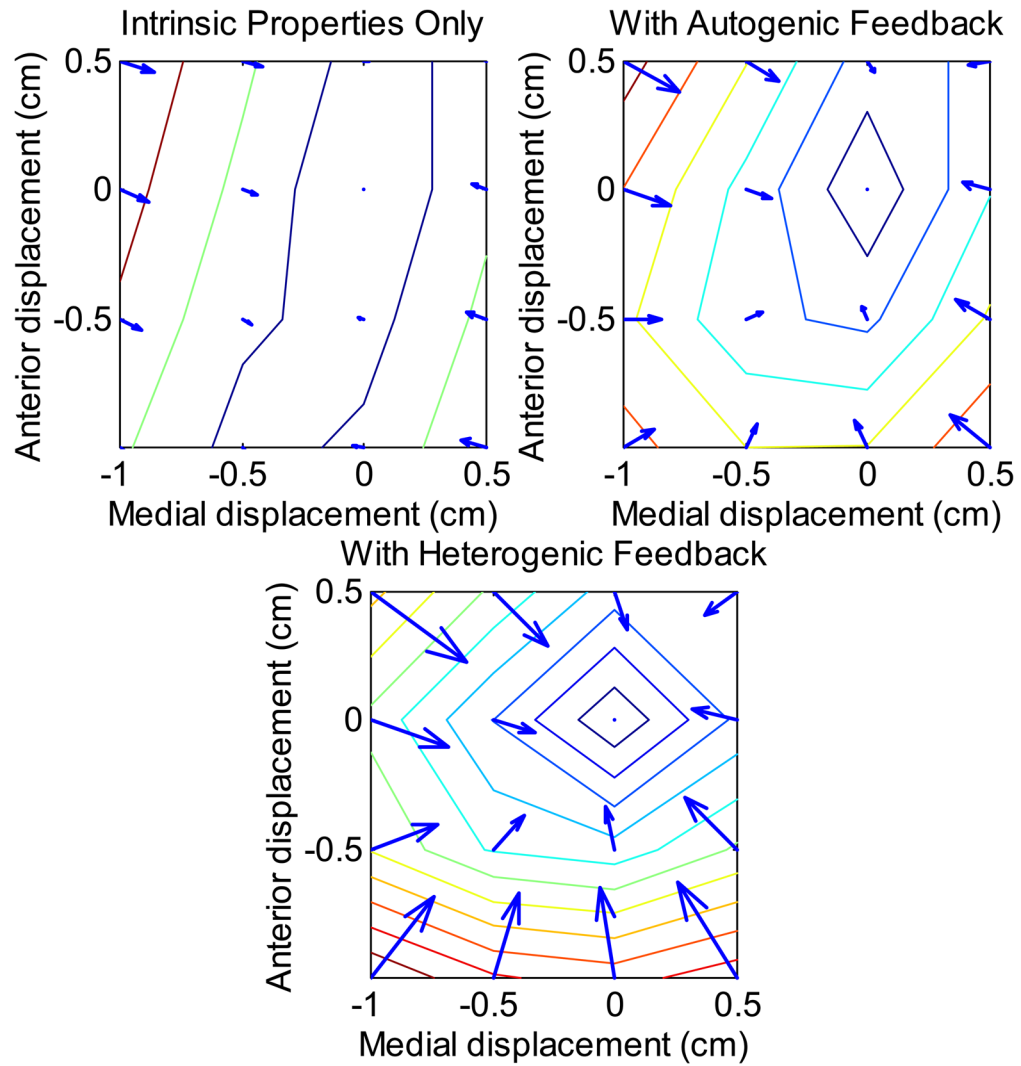 Intrinsic Properties Only
With Autogenic Feedback
Anterior displacement (cm)
0.5
0
-0.5
-1
-0.5
0
0.5
Medial displacement (cm)
Anterior displacement (cm)
0.5
0
-0.5
-1
-0.5
0
0.5
Medial displacement (cm)
With Heterogenic Feedback
Anterior displacement (cm)
0.5
0
-0.5
-1
-0.5
0
0.5
Medial displacement (cm)